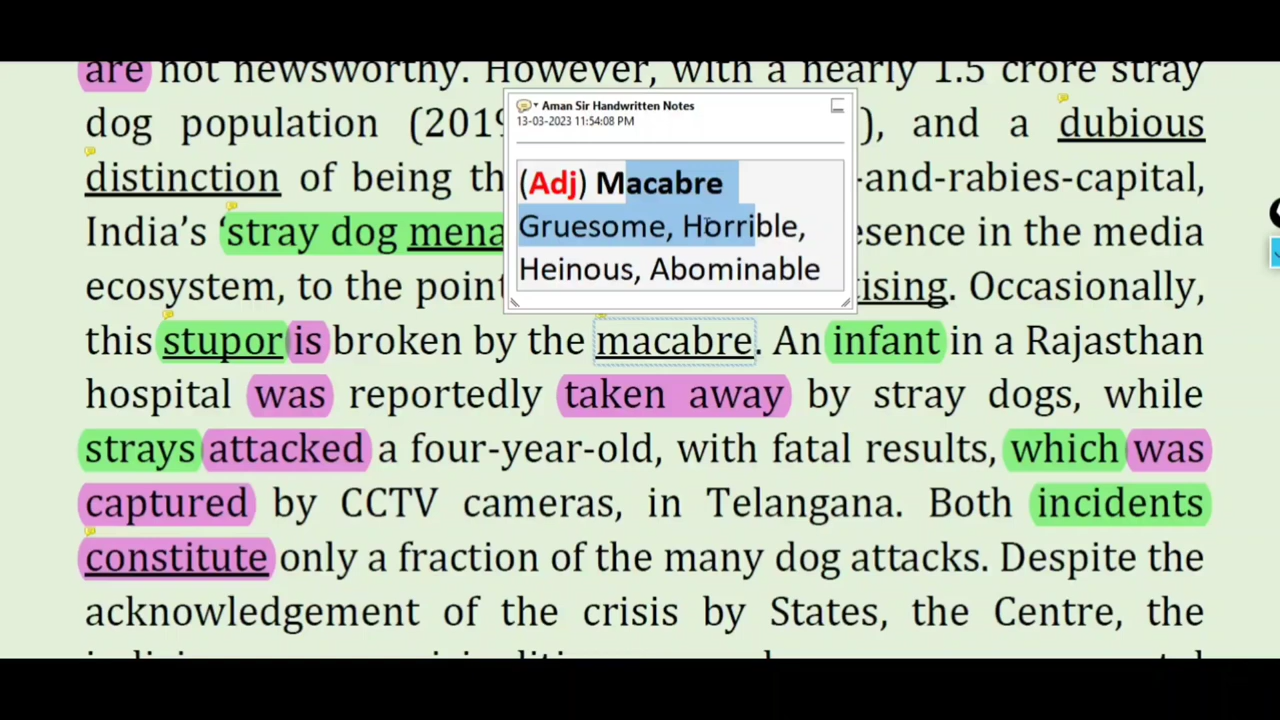 are not newsworthy. However, with a nearly 1.5 crore stray
Aman Sir Handwritten Notes
13-03-2023 11:54:08 PM
(Adj) Macabre
Gruesome, Horrible,
Heinous, Abominable
dog population (2019 ), and a dubious
distinction of being -and-rabies-capital,
India's 'stray dog in the media
ecosystem, to the point Occasionally,
this stupor is broken by the macabre. An infant in a Rajasthan
hospital was reportedly taken away by stray dogs, while
strays attacked a four-year-old, with fatal results, which was
captured by CCTV cameras, in Telangana. Both incidents
constitute only a fraction of the many dog attacks. Despite the
acknowledgement of the crisis by States, the Centre, the